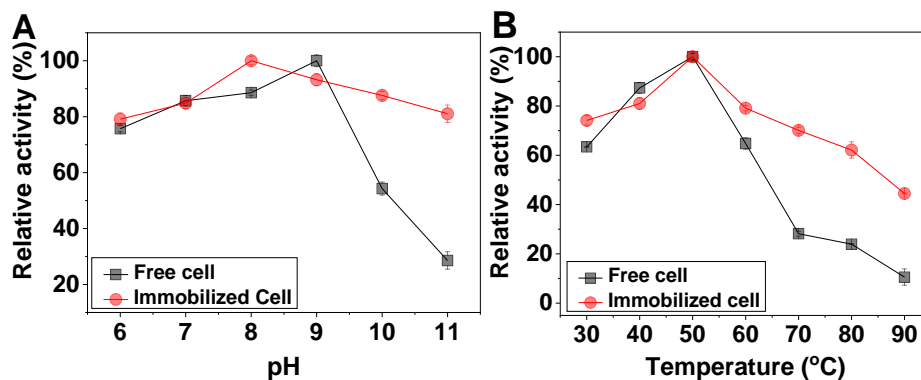 A
Relative activity (%)
100
80
60
40
20
Free cell
Immobilized Cell
6 7 8 9 10 11
pH
B
Relative activity (%)
100
80
60
40
20
0
Free cell
Immobilized cell
30 40 50 60 70 80 90
Temperature (°C)